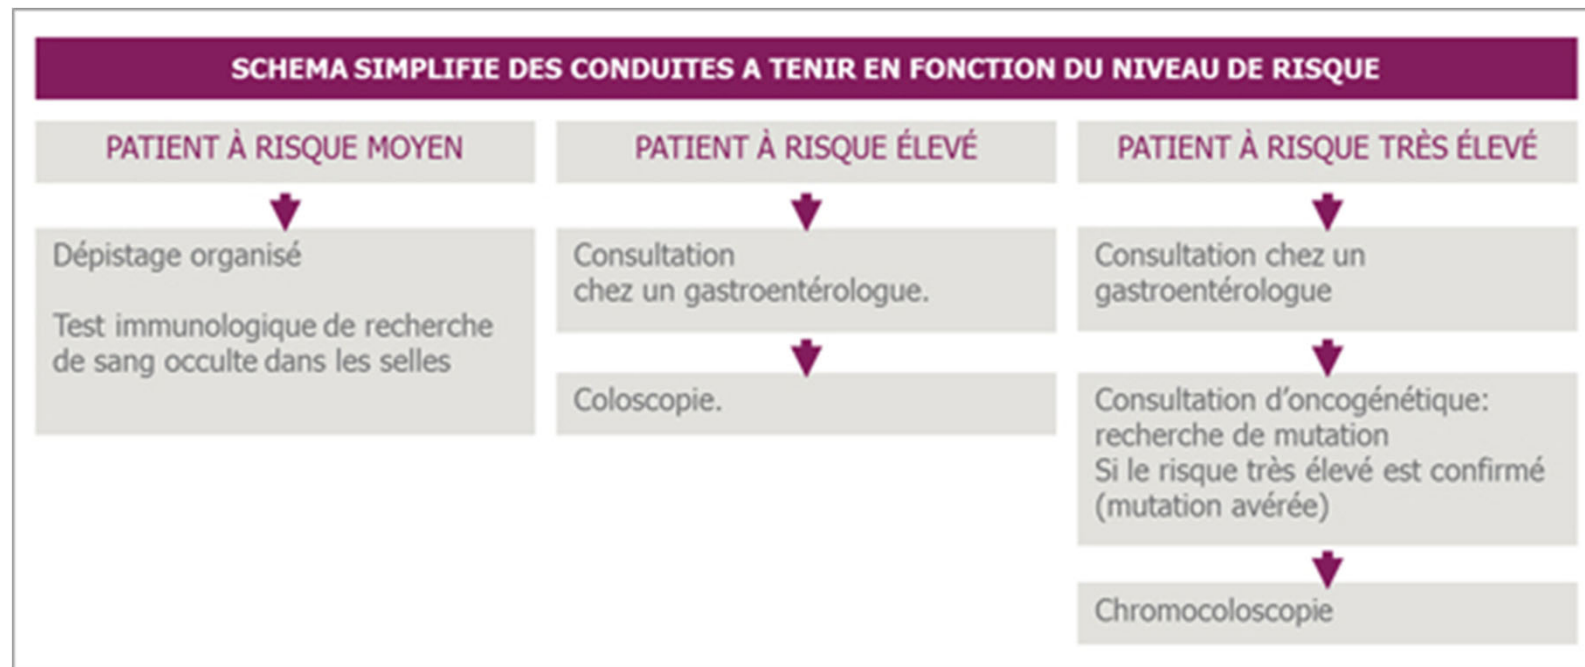 SCHEMA SIMPLIFIE DES CONDUITES A TENIR EN FONCTION DU NIVEAU DE RISQUE
PATIENT À RISQUE MOYEN
Dépistage organisé
Test immunologique de recherche
de sang occulte dans les selles
PATIENT À RISQUE ÉLEVÉ
Consultation
chez un gastroentérologue.
Coloscopie.
PATIENT À RISQUE TRÈS ÉLEVÉ
Consultation chez un
gastroentérologue
Consultation d'oncogénétique:
recherche de mutation
Si le risque très élevé est confirmé
(mutation avérée)
Chromocoloscopie